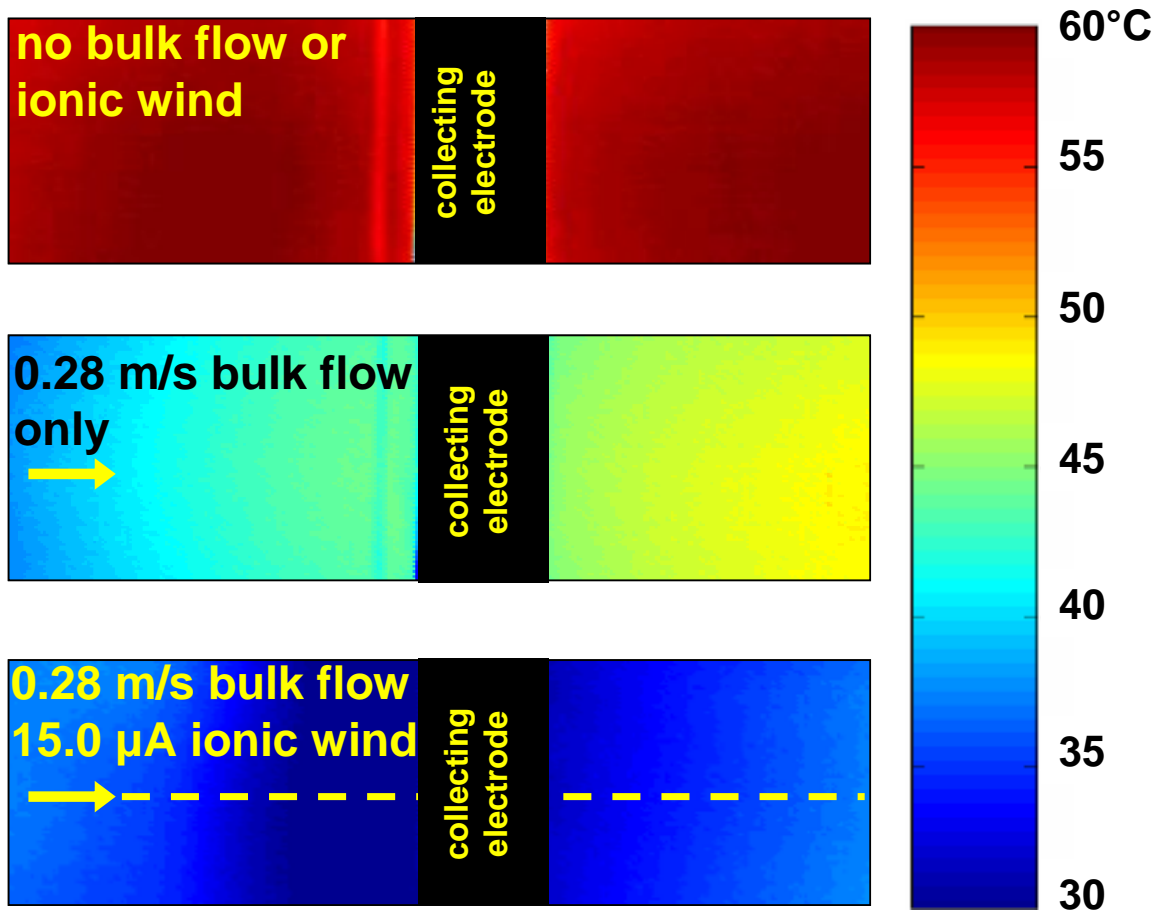 no bulk flow or
ionic wind
collecting
electrode
0.28 m/s bulk flow
only
collecting
electrode
0.28 m/s bulk flow
15.0 µA ionic wind
collecting
electrode
60°C
55
50
45
40
35
30